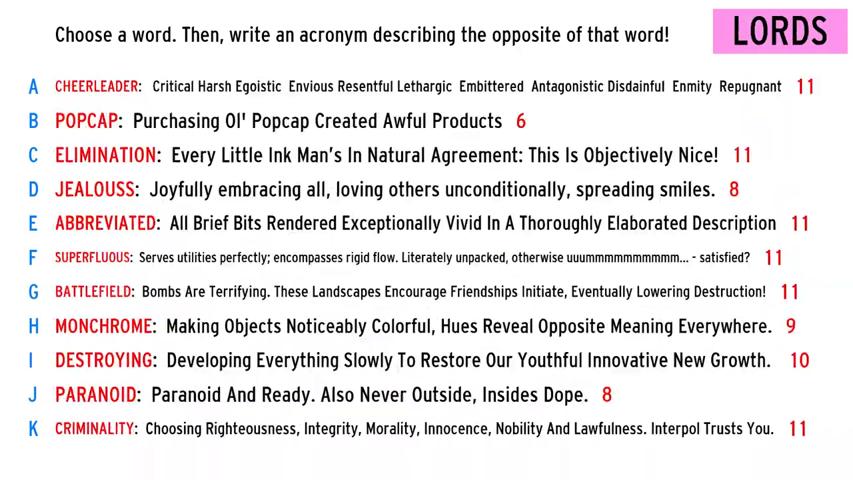 Choose a word. Then, write an acronym describing the opposite of that word!
LORDS
A CHEERLEADER: Critical Harsh Egoistic Envious Resentful Lethargic Embittered Antagonistic Disdainful Enmity Repugnant 11
B POPCAP: Purchasing Ol' Popcap Created Awful Products 6
C ELIMINATION: Every Little Ink Man's In Natural Agreement: This Is Objectively Nice! 11
D JEALOUSS: Joyfully embracing all, loving others unconditionally, spreading smiles. 8
E ABBREVIATED: All Brief Bits Rendered Exceptionally Vivid In A Thoroughly Elaborated Description 11
F SUPERFLUOUS: Serves utilities perfectly; encompasses rigid flow. Literately unpacked, otherwise uuummmmmmmmmm... - satisfied? 11
G BATTLEFIELD: Bombs Are Terrifying. These Landscapes Encourage Friendships Initiate, Eventually Lowering Destruction! 11
H MONCHROME: Making Objects Noticeably Colorful, Hues Reveal Opposite Meaning Everywhere. 9
I DESTROYING: Developing Everything Slowly To Restore Our Youthful Innovative New Growth. 10
J PARANOID: Paranoid And Ready. Also Never Outside, Insides Dope. 8
K CRIMINALITY: Choosing Righteousness, Integrity, Morality, Innocence, Nobility And Lawfulness. Interpol Trusts You. 11